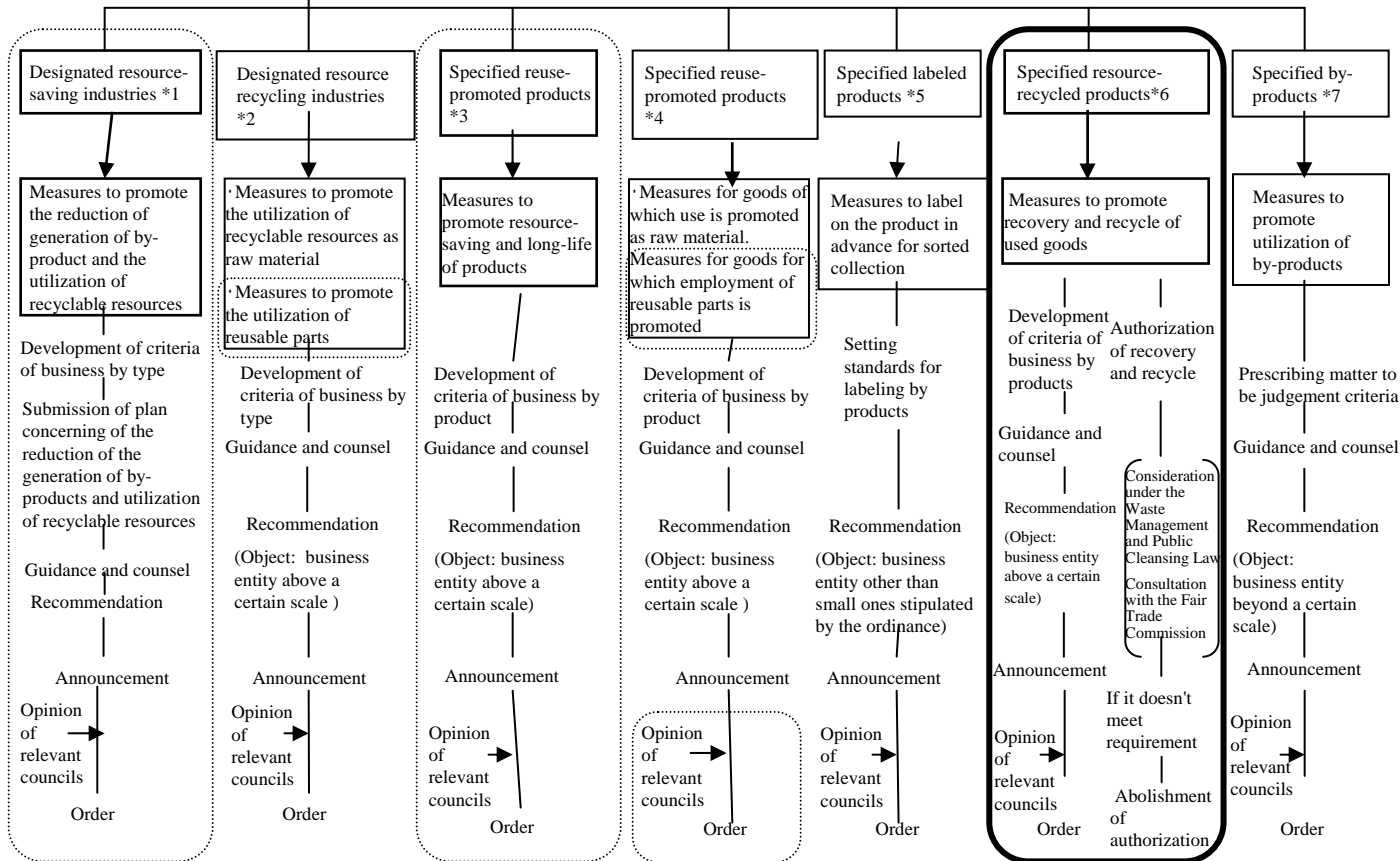 Designated resource-
saving industries *1
Measures to promote
the reduction of
generation of by-
product and the
utilization of
recyclable resources
Development of criteria
of business by type
Submission of plan
concerning of the
reduction of the
generation of by-
products and utilization
of recyclable resources
Guidance and counsel
Recommendation
Announcement
Opinion
of
relevant
councils
Order
Designated resource
recycling industries
*2
·Measures to promote
the utilization of
recyclable resources as
raw material
·Measures to promote
the utilization of
reusable parts
Development of
criteria of business by
type
Guidance and counsel
Recommendation
(Object: business
entity above a
certain scale )
Announcement
Opinion
of
relevant
councils
Order
Specified reuse-
promoted products
*3
Measures to
promote resource-
saving and long-life
of products
Development of
criteria of business by
product
Guidance and counsel
Recommendation
(Object: business
entity above a
certain scale)
Announcement
Opinion
of
relevant
councils
Order
Specified reuse-
promoted products
*4
·Measures for goods of
which use is promoted
as raw material.
Measures for goods for
which employment of
reusable parts is
promoted
Development of
criteria of business by
product
Guidance and counsel
Recommendation
(Object: business
entity above a
certain scale )
Announcement
Opinion
of
relevant
councils
Order
Specified labeled
products *5
Measures to label
on the product in
advance for sorted
collection
Setting
standards for
labeling by
products
Recommendation
(Object: business
entity other than
small ones stipulated
by the ordinance)
Announcement
Opinion
of
relevant
councils
Order
Specified resource-
recycled products*6
Measures to promote
recovery and recycle of
used goods
Development
of criteria of
business by
products
Guidance and
counsel
Recommendation
(Object:
business entity
above a certain
scale)
Announcement
Opinion
of
relevant
councils
Order
Authorization
of recovery
and recycle
Consideration
under the
Waste
Management
and Public
Cleansing Law
Consultation
with the Fair
Trade
Commission
If it doesn't
meet
requirement
Abolishment
of
authorization
Specified by-
products *7
Measures to
promote
utilization of
by-products
Prescribing matter to
be judgement criteria
Guidance and counsel
Recommendation
(Object:
business entity
beyond a certain
scale)
Announcement
Opinion
of
relevant
councils
Order